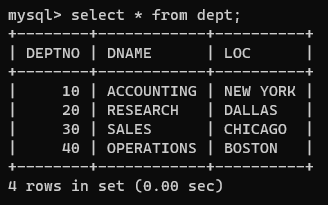 mysql> select * from dept;
+--------+------------+----------+
| DEPTNO | DNAME      | LOC      |
+--------+------------+----------+
|     10 | ACCOUNTING | NEW YORK |
|     20 | RESEARCH   | DALLAS   |
|     30 | SALES      | CHICAGO  |
|     40 | OPERATIONS | BOSTON   |
+--------+------------+----------+
4 rows in set (0.00 sec)